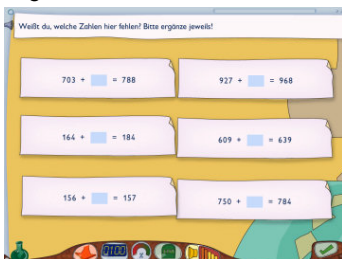 Weißt du, welche Zahlen hier fehlen? Bitte ergänze jeweils!
703 + = 788
927 + = 968
164 + = 184
609 + = 639
156 + = 157
750 + = 784